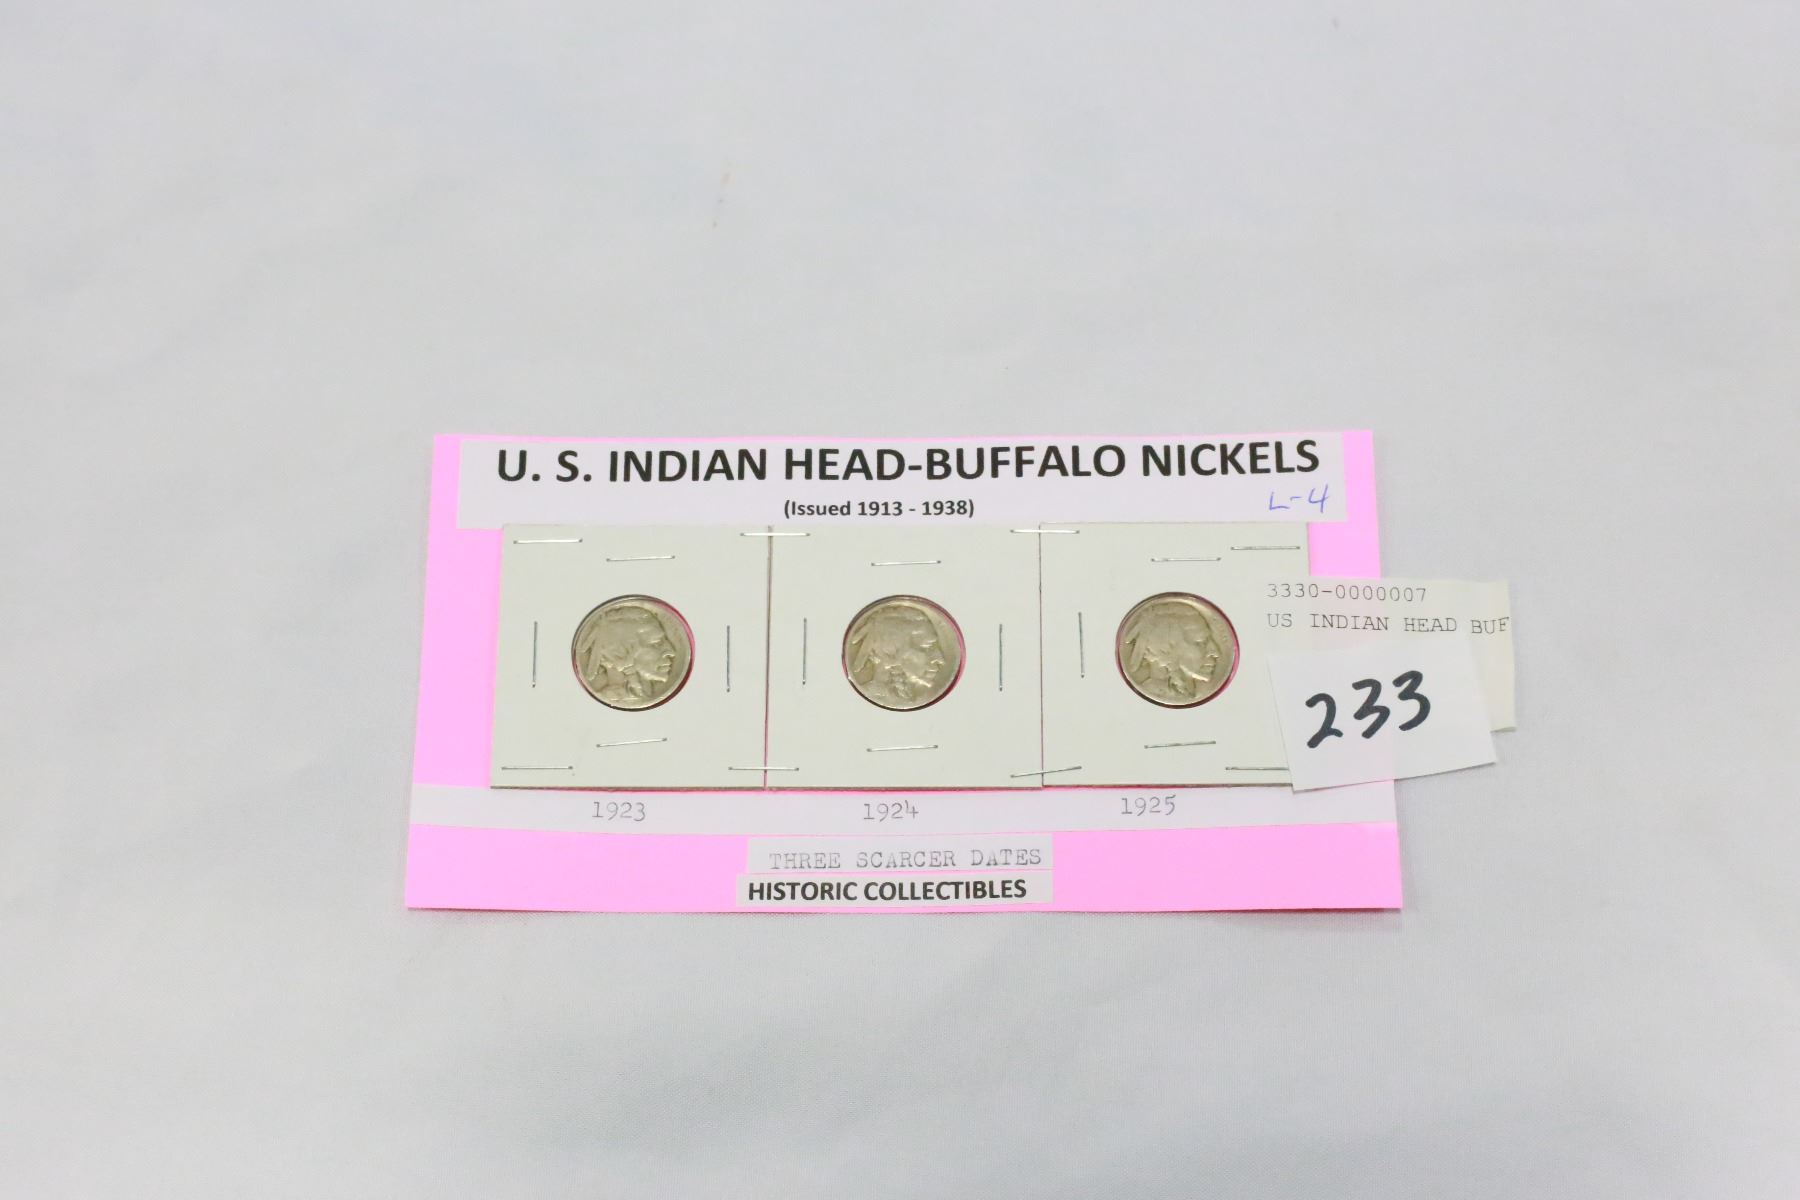 U. S. INDIAN HEAD-BUFFALO NICKELS
(Issued 1913 - 1938)
L-4
3330-0000007
US INDIAN HEAD BUF
233
1923 1924 1925
THREE SCARCER DATES
HISTORIC COLLECTIBLES